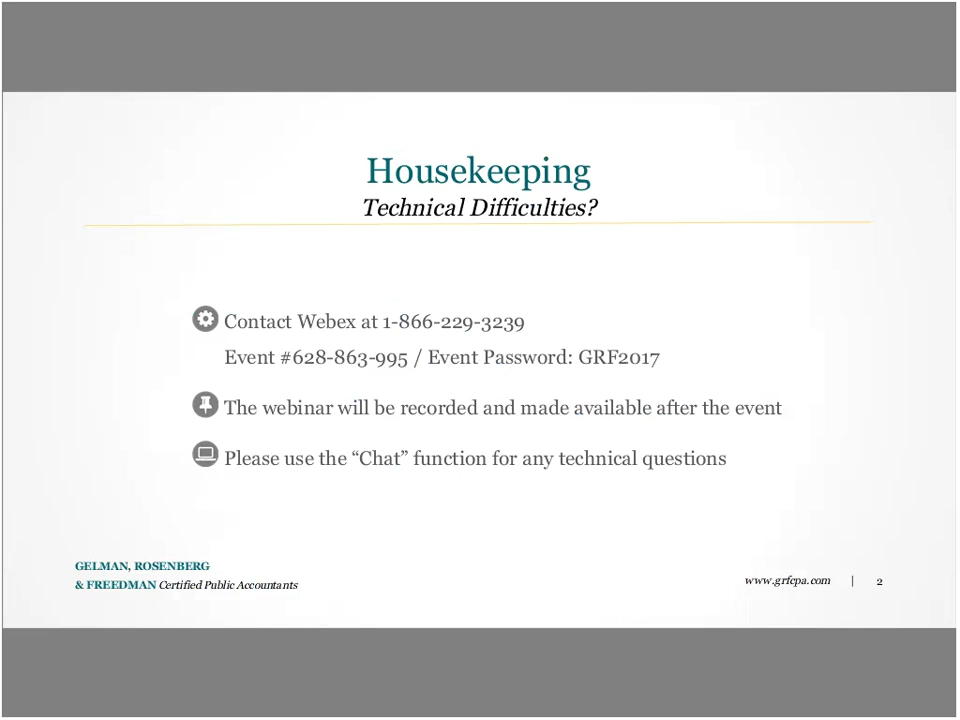 Housekeeping
Technical Difficulties?
Contact Webex at 1-866-229-3239
Event #628-863-995 / Event Password: GRF2017
The webinar will be recorded and made available after the event
Please use the “Chat” function for any technical questions
GELMAN, ROSENBERG
& FREEDMAN Certified Public Accountants
www.grfcpa.com | 2